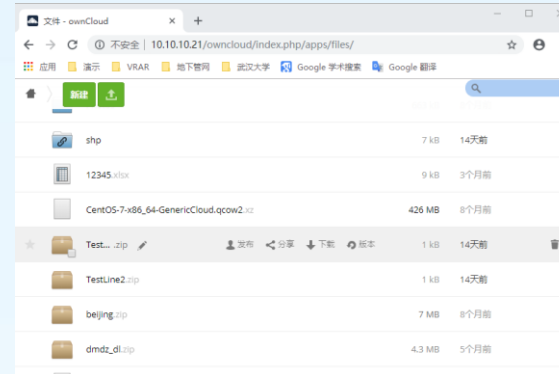 文件 - ownCloud
不安全 | 10.10.10.21/owncloud/index.php/apps/files/
应用 演示 VRAR 地下管网 武汉大学 Google 学术搜索 Google 翻译
新建
shp 7 kB 14天前
12345.xlsx 9 kB 3个月前
CentOS-7-x86_64-GenericCloud.qcow2.xz 426 MB 8个月前
Test... .zip 发布 分享 下载 版本 1 kB 14天前
TestLine2.zip 1 kB 14天前
beijing.zip 7 MB 8个月前
dmdz_dl.zip 4.3 MB 5个月前